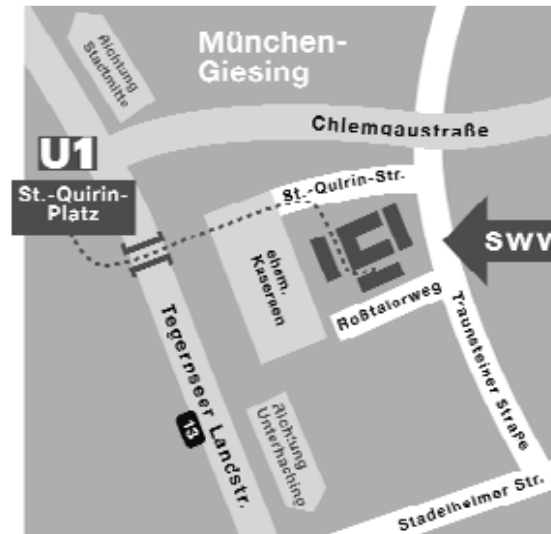 Richtung
Stadtmitte
München-
Giesing
Chiemgaustraße
U1
St.-Quirin-
Platz
St.-Quirin-Str.
SWW
ehem.
Kasernen
Roßtalerweg
Tegernseer Landstr.
13
Traunsteiner Straße
Richtung
Unterhaching
Stadelheimer Str.